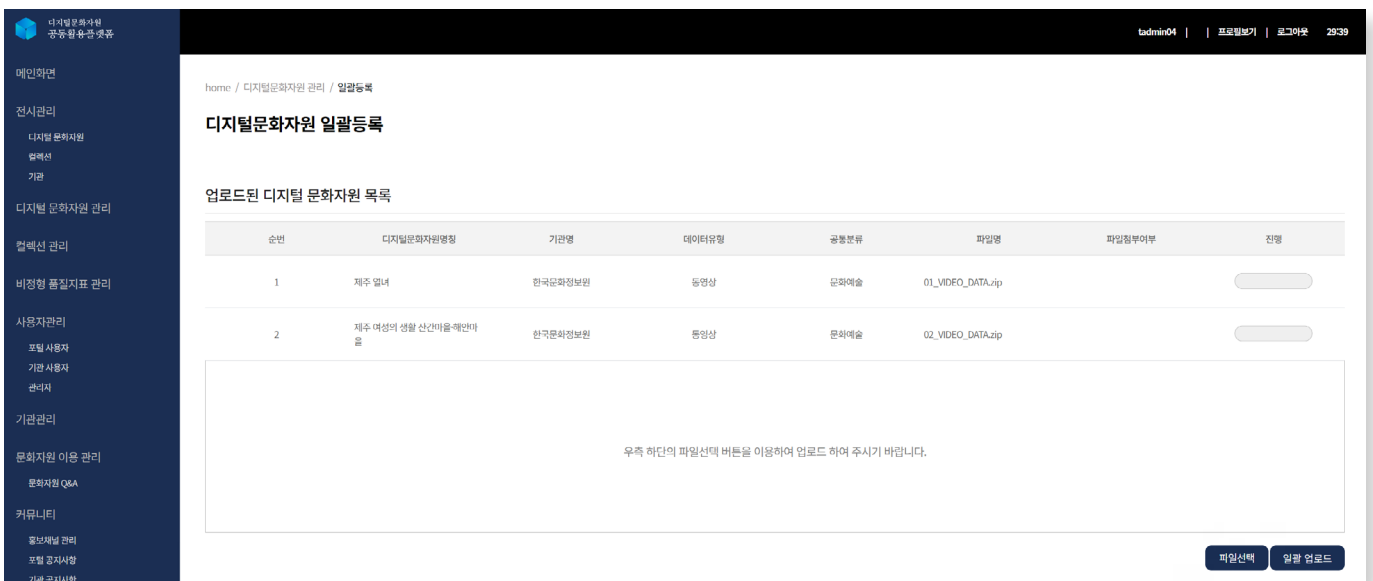 디지털문화자원
공동활용플랫폼
tadmin04 | | 프로필보기 | 로그아웃 29:39
메인화면
전시관리
디지털 문화자원
컬렉션
기관
디지털 문화자원 관리
컬렉션 관리
비정형 품질지표 관리
사용자관리
포털 사용자
기관 사용자
관리자
기관관리
문화자원 이용 관리
문화자원 Q&A
커뮤니티
홍보채널 관리
포털 공지사항
기관 공지사항
home / 디지털문화자원 관리 / 일괄등록
디지털문화자원 일괄등록
업로드된 디지털 문화자원 목록
순번 디지털문화자원명칭 기관명 데이터유형 공통분류 파일명 파일첨부여부 진행
1 제주 열녀 한국문화정보원 동영상 문화예술 01_VIDEO_DATA.zip
2 제주 여성의 생활 산간마을·해안마
을 한국문화정보원 동영상 문화예술 02_VIDEO_DATA.zip
우측 하단의 파일선택 버튼을 이용하여 업로드 하여 주시기 바랍니다.
파일선택 일괄 업로드